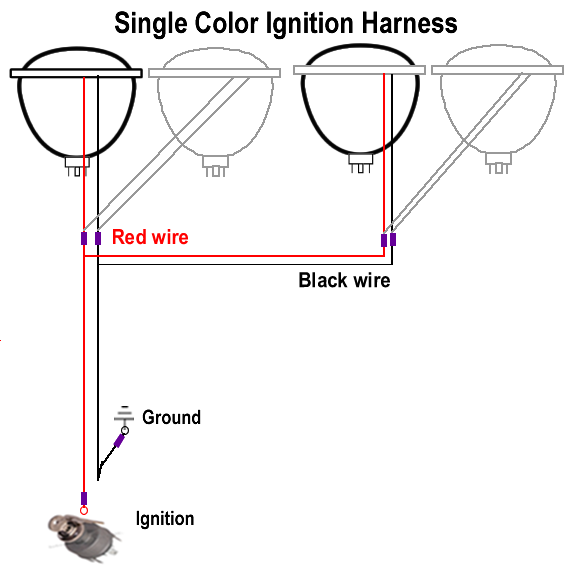 Single Color Ignition Harness
Red wire
Black wire
Ground
Ignition